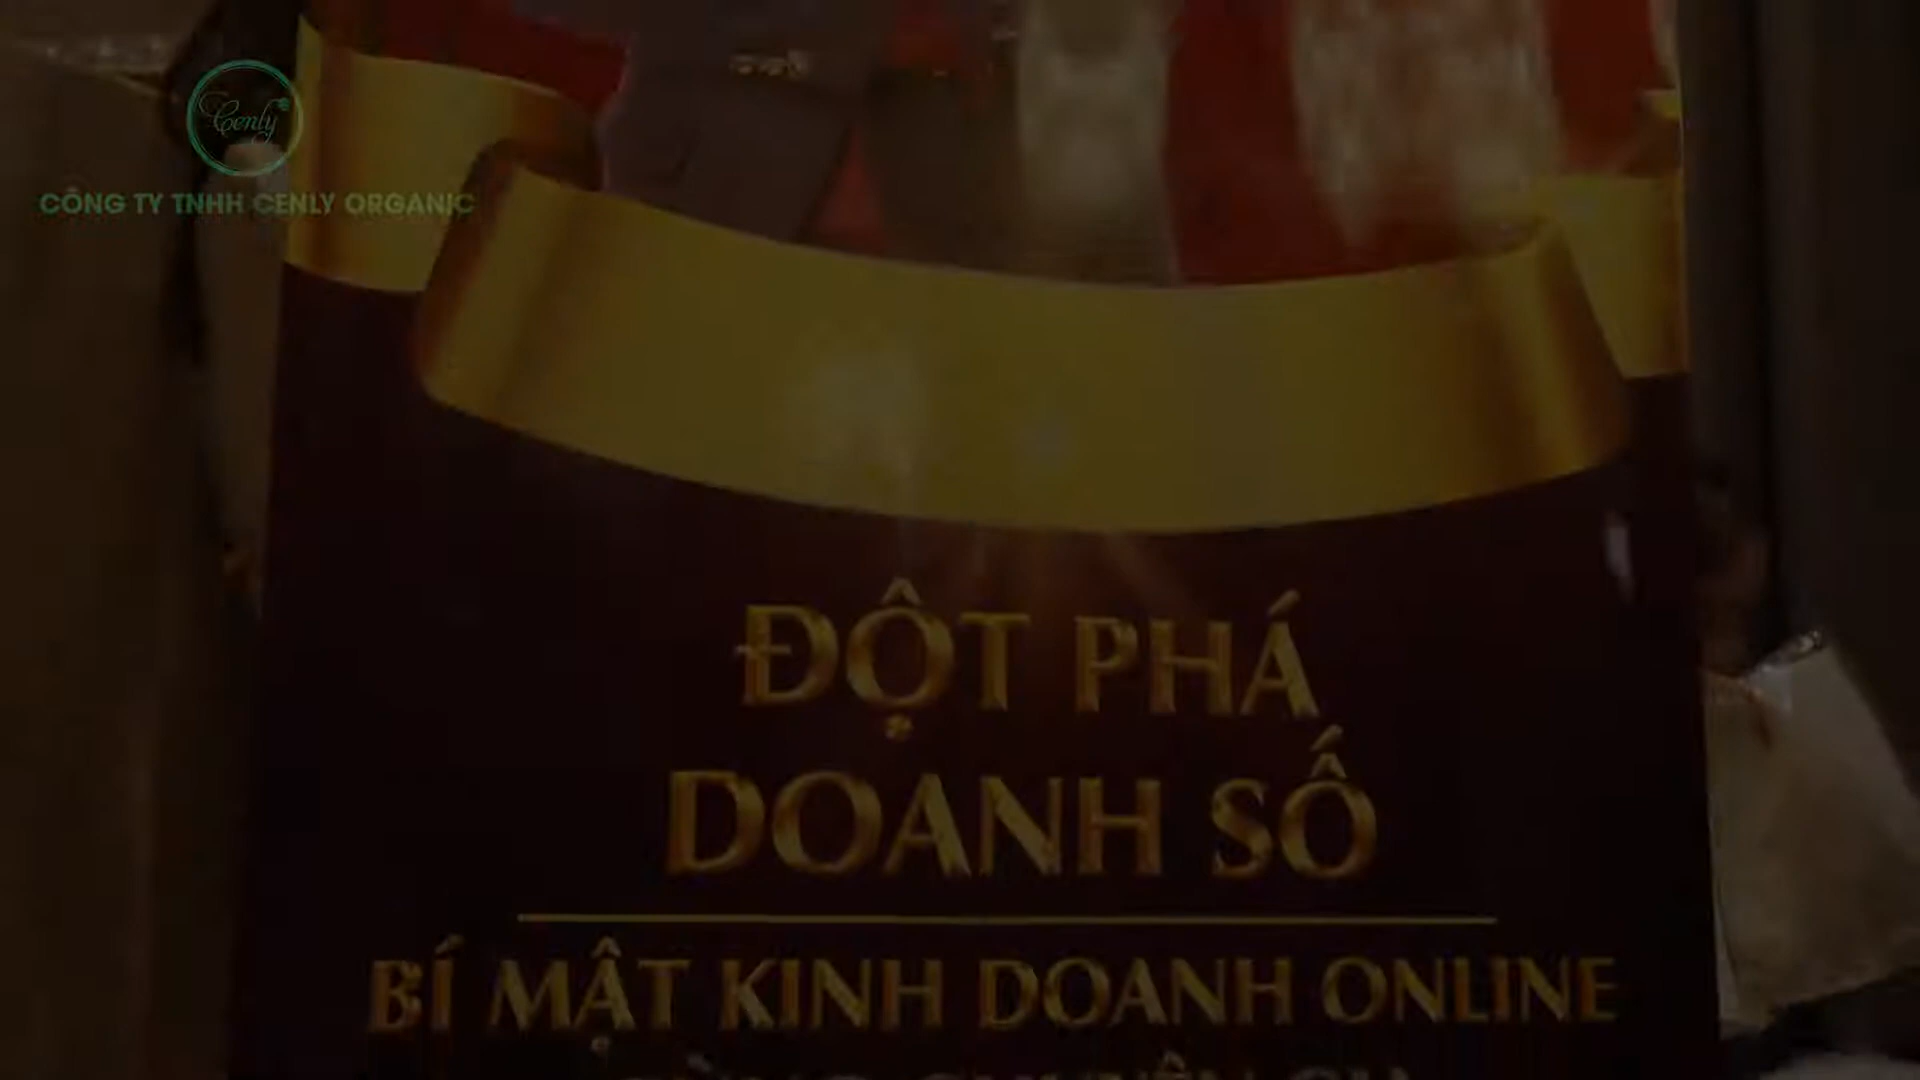 Cenly
CÔNG TY TNHH CENLY ORGANIC
ĐỘT PHÁ
DOANH SỐ
BÍ MẬT KINH DOANH ONLINE